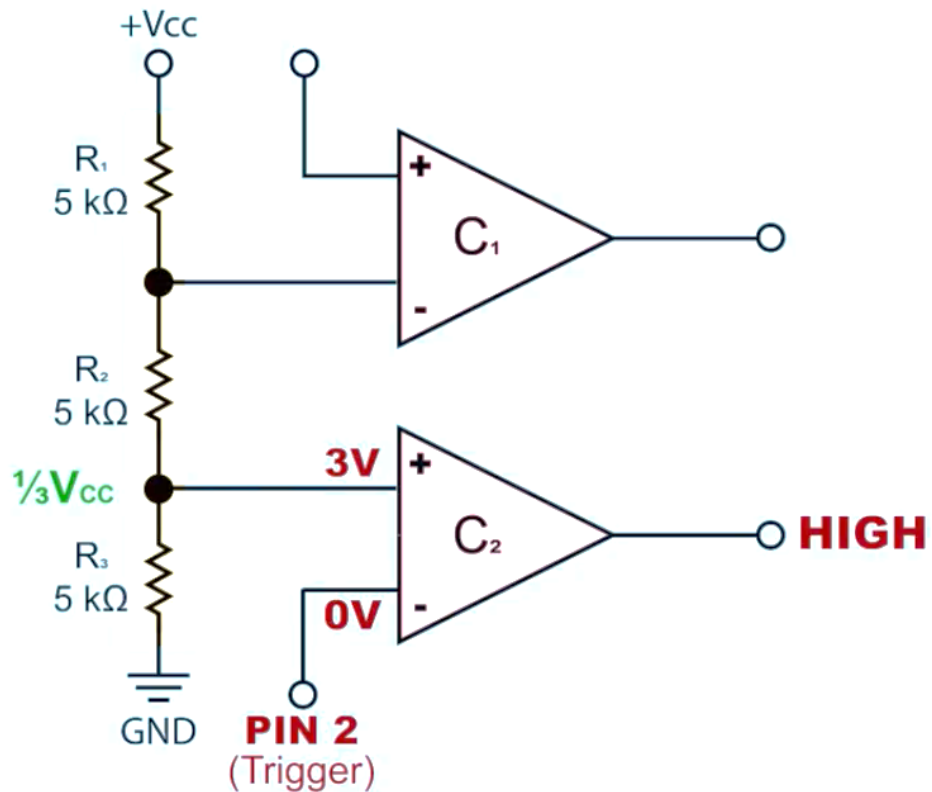 +Vcc
R₁
5 kΩ
+
C₁
-
R₂
5 kΩ
⅓Vcc
3V
+
C₂
HIGH
R₃
5 kΩ
0V
-
GND
PIN 2
(Trigger)